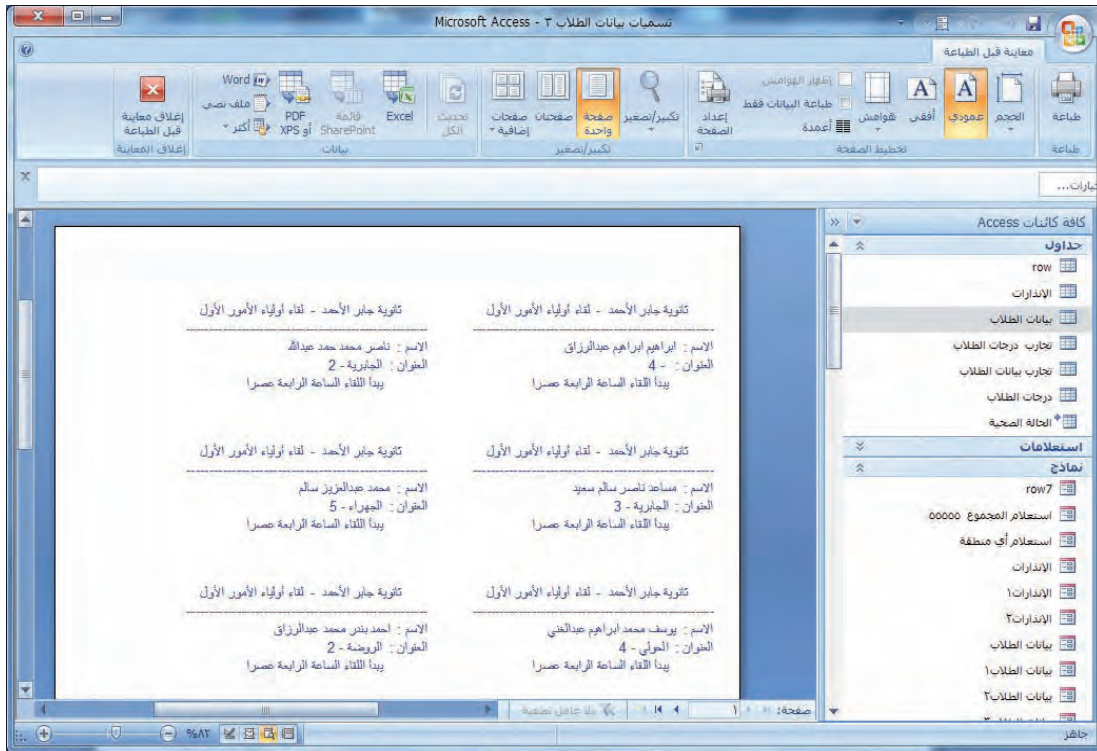 تسميات بيانات الطلاب ٣ - Microsoft Access
معاينة قبل الطباعة
طباعة
الحجم
عمودي
أفقي
هوامش
إظهار الهوامش
طباعة البيانات فقط
أعمدة
إعداد الصفحة
تكبير/تصغير
صفحة واحدة
صفحتان
صفحات إضافية
تحديث الكل
Excel
قائمة SharePoint
PDF أو XPS
Word
ملف نصي
أكثر
إغلاق معاينة قبل الطباعة
طباعة
تخطيط الصفحة
تكبير/تصغير
بيانات
إغلاق المعاينة
كافة كائنات Access
جداول
row
الإنذارات
بيانات الطلاب
تجارب درجات الطلاب
تجارب بيانات الطلاب
درجات الطلاب
الحالة الصحية
استعلامات
نماذج
row7
استعلام المجموع ٥٥٥٥٥
استعلام أي منطقة
الإنذارات
الإنذارات١
الإنذارات٢
بيانات الطلاب
بيانات الطلاب١
بيانات الطلاب٢
ثانوية جابر الأحمد - لقاء أولياء الأمور الأول
الاسم : ابراهيم ابراهيم عبدالرزاق
العنوان : - 4
يبدأ اللقاء الساعة الرابعة عصرا
ثانوية جابر الأحمد - لقاء أولياء الأمور الأول
الاسم : ناصر محمد حمد عبدالله
العنوان : الجابرية - 2
يبدأ اللقاء الساعة الرابعة عصرا
ثانوية جابر الأحمد - لقاء أولياء الأمور الأول
الاسم : مساعد ناصر سالم سعيد
العنوان : الجابرية - 3
يبدأ اللقاء الساعة الرابعة عصرا
ثانوية جابر الأحمد - لقاء أولياء الأمور الأول
الاسم : محمد عبدالعزيز سالم
العنوان : الجهراء - 5
يبدأ اللقاء الساعة الرابعة عصرا
ثانوية جابر الأحمد - لقاء أولياء الأمور الأول
الاسم : يوسف محمد ابراهيم عبدالغني
العنوان : الحولي - 4
يبدأ اللقاء الساعة الرابعة عصرا
ثانوية جابر الأحمد - لقاء أولياء الأمور الأول
الاسم : احمد بندر محمد عبدالرزاق
العنوان : الروضة - 2
يبدأ اللقاء الساعة الرابعة عصرا
صفحة: ١
بلا عامل تصفية
جاهز
%٨٢